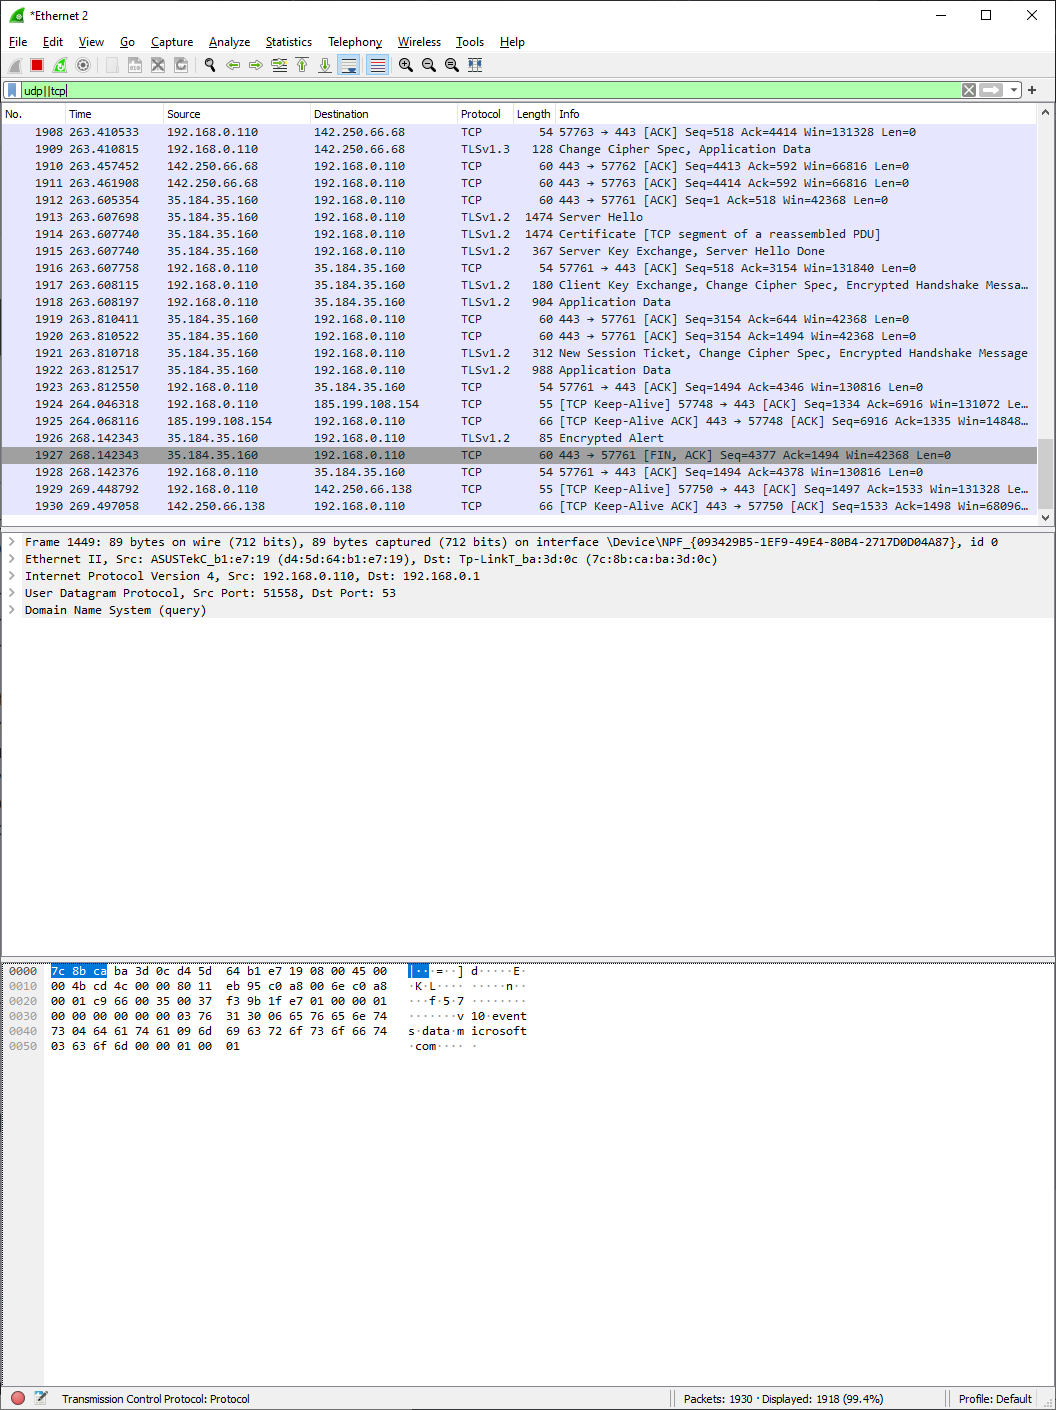 *Ethernet 2
File Edit View Go Capture Analyze Statistics Telephony Wireless Tools Help
udp||tcp
No. Time Source Destination Protocol Length Info
1908 263.410533 192.168.0.110 142.250.66.68 TCP 54 57763 → 443 [ACK] Seq=518 Ack=4414 Win=131328 Len=0
1909 263.410815 192.168.0.110 142.250.66.68 TLSv1.3 128 Change Cipher Spec, Application Data
1910 263.457452 142.250.66.68 192.168.0.110 TCP 60 443 → 57762 [ACK] Seq=4413 Ack=592 Win=66816 Len=0
1911 263.461908 142.250.66.68 192.168.0.110 TCP 60 443 → 57763 [ACK] Seq=4414 Ack=592 Win=66816 Len=0
1912 263.605354 35.184.35.160 192.168.0.110 TCP 60 443 → 57761 [ACK] Seq=1 Ack=518 Win=42368 Len=0
1913 263.607698 35.184.35.160 192.168.0.110 TLSv1.2 1474 Server Hello
1914 263.607740 35.184.35.160 192.168.0.110 TLSv1.2 1474 Certificate [TCP segment of a reassembled PDU]
1915 263.607740 35.184.35.160 192.168.0.110 TLSv1.2 367 Server Key Exchange, Server Hello Done
1916 263.607758 192.168.0.110 35.184.35.160 TCP 54 57761 → 443 [ACK] Seq=518 Ack=3154 Win=131840 Len=0
1917 263.608115 192.168.0.110 35.184.35.160 TLSv1.2 180 Client Key Exchange, Change Cipher Spec, Encrypted Handshake Messa…
1918 263.608197 192.168.0.110 35.184.35.160 TLSv1.2 904 Application Data
1919 263.810411 35.184.35.160 192.168.0.110 TCP 60 443 → 57761 [ACK] Seq=3154 Ack=644 Win=42368 Len=0
1920 263.810522 35.184.35.160 192.168.0.110 TCP 60 443 → 57761 [ACK] Seq=3154 Ack=1494 Win=42368 Len=0
1921 263.810718 35.184.35.160 192.168.0.110 TLSv1.2 312 New Session Ticket, Change Cipher Spec, Encrypted Handshake Message
1922 263.812517 35.184.35.160 192.168.0.110 TLSv1.2 988 Application Data
1923 263.812550 192.168.0.110 35.184.35.160 TCP 54 57761 → 443 [ACK] Seq=1494 Ack=4346 Win=130816 Len=0
1924 264.046318 192.168.0.110 185.199.108.154 TCP 55 [TCP Keep-Alive] 57748 → 443 [ACK] Seq=1334 Ack=6916 Win=131072 Le…
1925 264.068116 185.199.108.154 192.168.0.110 TCP 66 [TCP Keep-Alive ACK] 443 → 57748 [ACK] Seq=6916 Ack=1335 Win=14848…
1926 268.142343 35.184.35.160 192.168.0.110 TLSv1.2 85 Encrypted Alert
1927 268.142343 35.184.35.160 192.168.0.110 TCP 60 443 → 57761 [FIN, ACK] Seq=4377 Ack=1494 Win=42368 Len=0
1928 268.142376 192.168.0.110 35.184.35.160 TCP 54 57761 → 443 [ACK] Seq=1494 Ack=4378 Win=130816 Len=0
1929 269.448792 192.168.0.110 142.250.66.138 TCP 55 [TCP Keep-Alive] 57750 → 443 [ACK] Seq=1497 Ack=1533 Win=131328 Le…
1930 269.497058 142.250.66.138 192.168.0.110 TCP 66 [TCP Keep-Alive ACK] 443 → 57750 [ACK] Seq=1533 Ack=1498 Win=68096…
Frame 1449: 89 bytes on wire (712 bits), 89 bytes captured (712 bits) on interface \Device\NPF_{093429B5-1EF9-49E4-80B4-2717D0D04A87}, id 0
Ethernet II, Src: ASUSTekC_b1:e7:19 (d4:5d:64:b1:e7:19), Dst: Tp-LinkT_ba:3d:0c (7c:8b:ca:ba:3d:0c)
Internet Protocol Version 4, Src: 192.168.0.110, Dst: 192.168.0.1
User Datagram Protocol, Src Port: 51558, Dst Port: 53
Domain Name System (query)
0000 7c 8b ca ba 3d 0c d4 5d 64 b1 e7 19 08 00 45 00 |···=··] d·····E·
0010 00 4b cd 4c 00 00 80 11 eb 95 c0 a8 00 6e c0 a8 ·K·L···· ·····n··
0020 00 01 c9 66 00 35 00 37 f3 9b 1f e7 01 00 00 01 ···f·5·7 ········
0030 00 00 00 00 00 00 03 76 31 30 06 65 76 65 6e 74 ·······v 10·event
0040 73 04 64 61 74 61 09 6d 69 63 72 6f 73 6f 66 74 s·data·m icrosoft
0050 03 63 6f 6d 00 00 01 00 01 ·com···· ·
Transmission Control Protocol: Protocol Packets: 1930 · Displayed: 1918 (99.4%) Profile: Default